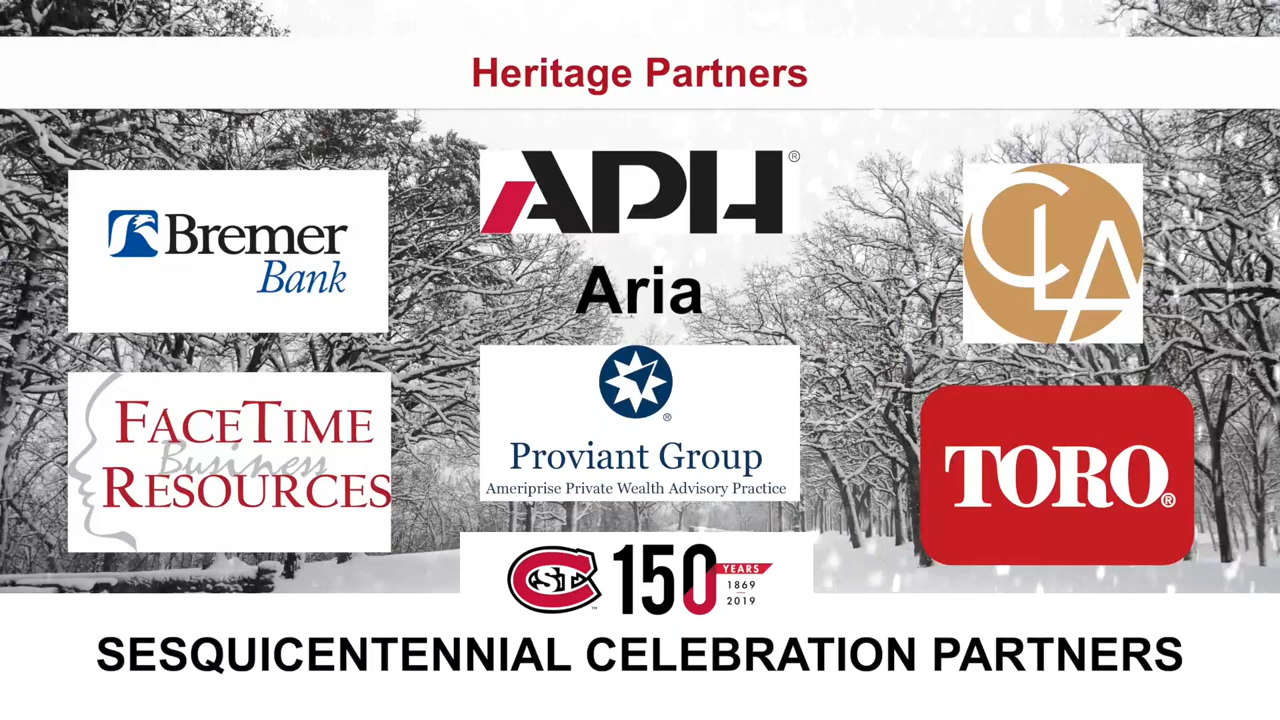 Heritage Partners
Bremer
Bank
APH®
Aria
CLA
FACETIME
Business
RESOURCES
®
Proviant Group
Ameriprise Private Wealth Advisory Practice
TORO®
STC™
150
YEARS
1869
2019
SESQUICENTENNIAL CELEBRATION PARTNERS